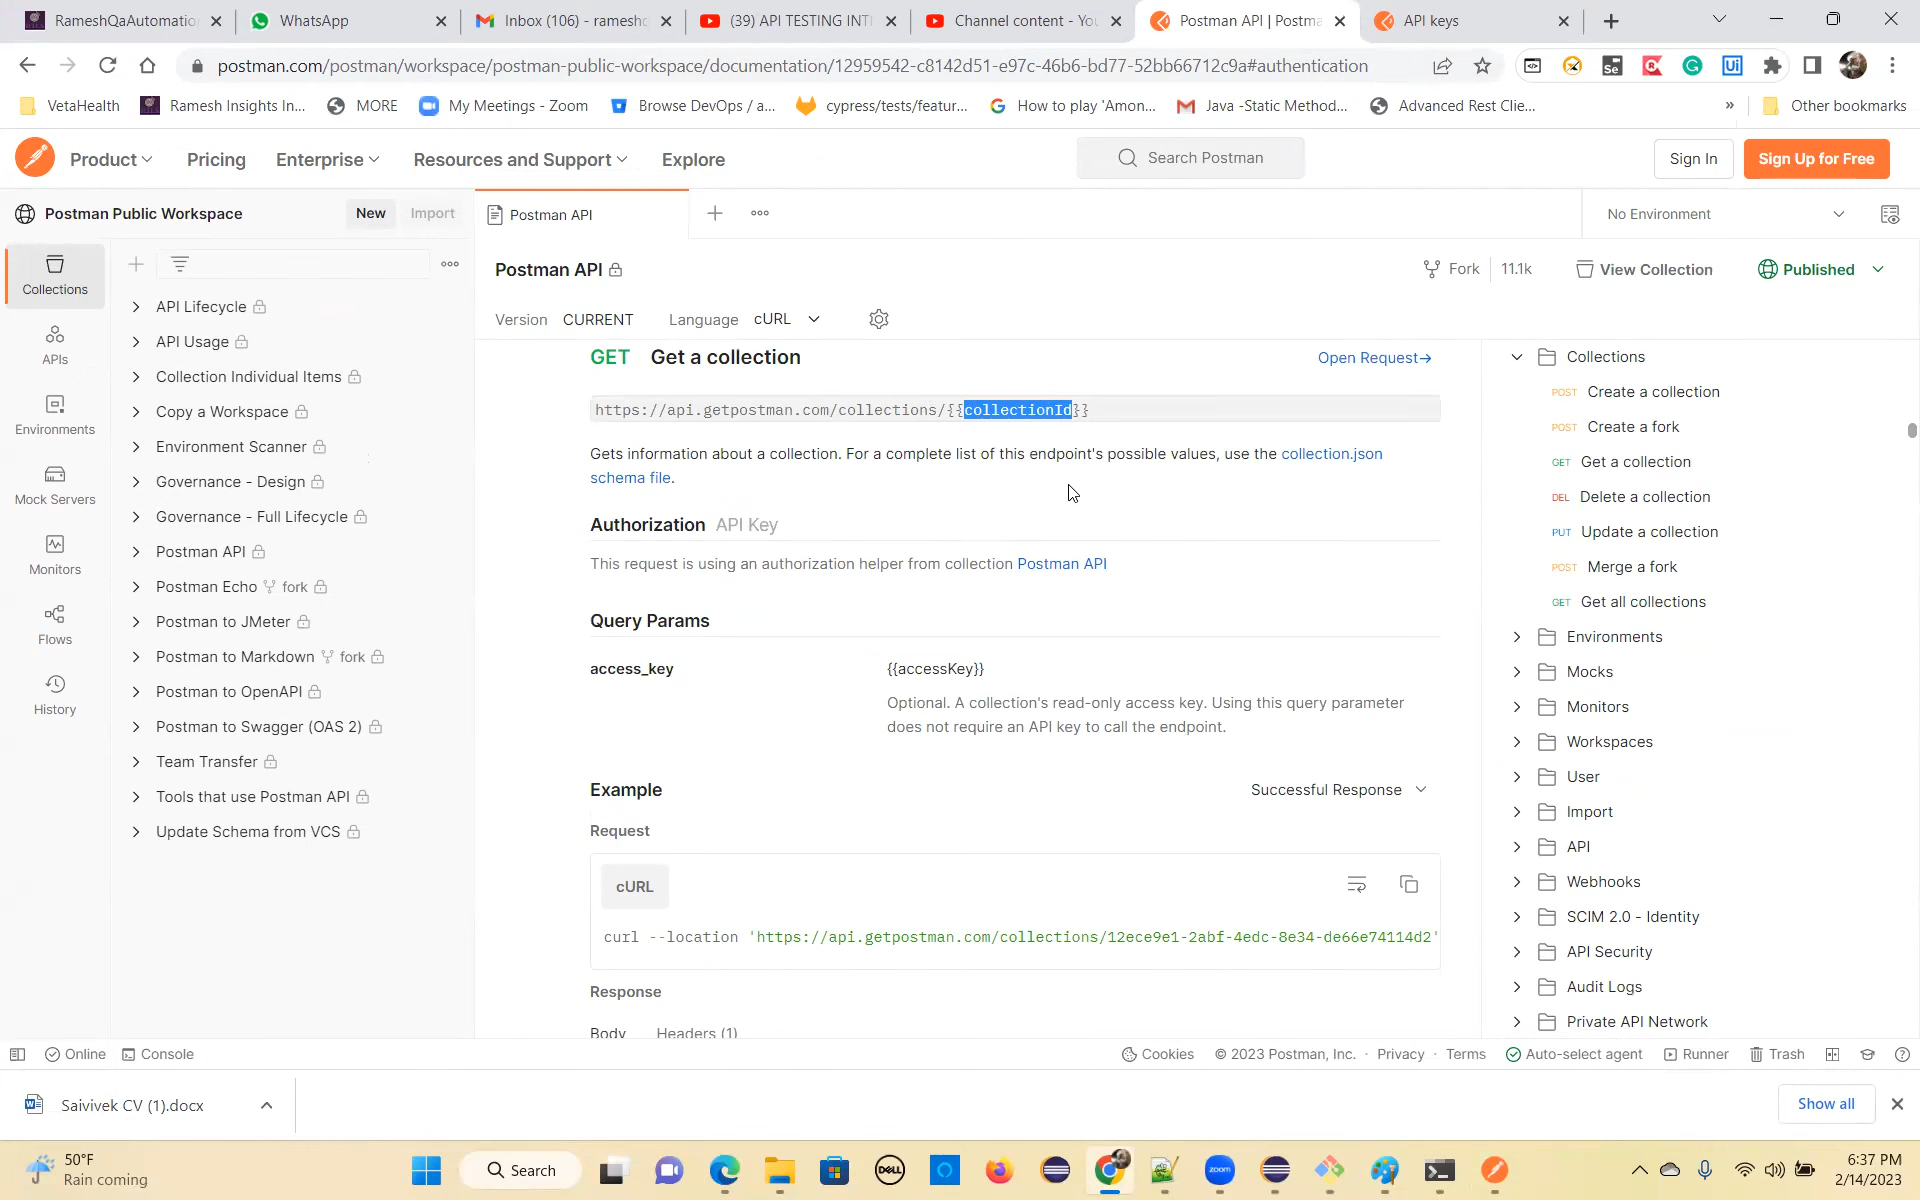 RameshQaAutomatio
WhatsApp
Inbox (106) - ramesh
(39) API TESTING INT
Channel content - Yo
Postman API | Postma
API keys
postman.com/postman/workspace/postman-public-workspace/documentation/12959542-c8142d51-e97c-46b6-bd77-52bb66712c9a#authentication
VetaHealth
Ramesh Insights In...
MORE
My Meetings - Zoom
Browse DevOps / a...
cypress/tests/featur...
How to play 'Amon...
Java -Static Method...
Advanced Rest Clie...
»
Other bookmarks
Product
Pricing
Enterprise
Resources and Support
Explore
Search Postman
Sign In
Sign Up for Free
Postman Public Workspace
New
Import
Postman API
No Environment
Collections
APIs
Environments
Mock Servers
Monitors
Flows
History
API Lifecycle
API Usage
Collection Individual Items
Copy a Workspace
Environment Scanner
Governance - Design
Governance - Full Lifecycle
Postman API
Postman Echo fork
Postman to JMeter
Postman to Markdown fork
Postman to OpenAPI
Postman to Swagger (OAS 2)
Team Transfer
Tools that use Postman API
Update Schema from VCS
Postman API
Fork 11.1k
View Collection
Published
Version CURRENT
Language cURL
GET Get a collection
Open Request→
https://api.getpostman.com/collections/{{collectionId}}
Gets information about a collection. For a complete list of this endpoint's possible values, use the collection.json
schema file.
Authorization API Key
This request is using an authorization helper from collection Postman API
Query Params
access_key {{accessKey}}
Optional. A collection's read-only access key. Using this query parameter
does not require an API key to call the endpoint.
Example
Successful Response
Request
cURL
curl --location 'https://api.getpostman.com/collections/12ece9e1-2abf-4edc-8e34-de66e74114d2'
Response
Body Headers (1)
Collections
POST Create a collection
POST Create a fork
GET Get a collection
DEL Delete a collection
PUT Update a collection
POST Merge a fork
GET Get all collections
Environments
Mocks
Monitors
Workspaces
User
Import
API
Webhooks
SCIM 2.0 - Identity
API Security
Audit Logs
Private API Network
Online
Console
Cookies
© 2023 Postman, Inc. · Privacy · Terms
Auto-select agent
Runner
Trash
Saivivek CV (1).docx
Show all
50°F
Rain coming
Search
DELL
zoom
6:37 PM
2/14/2023